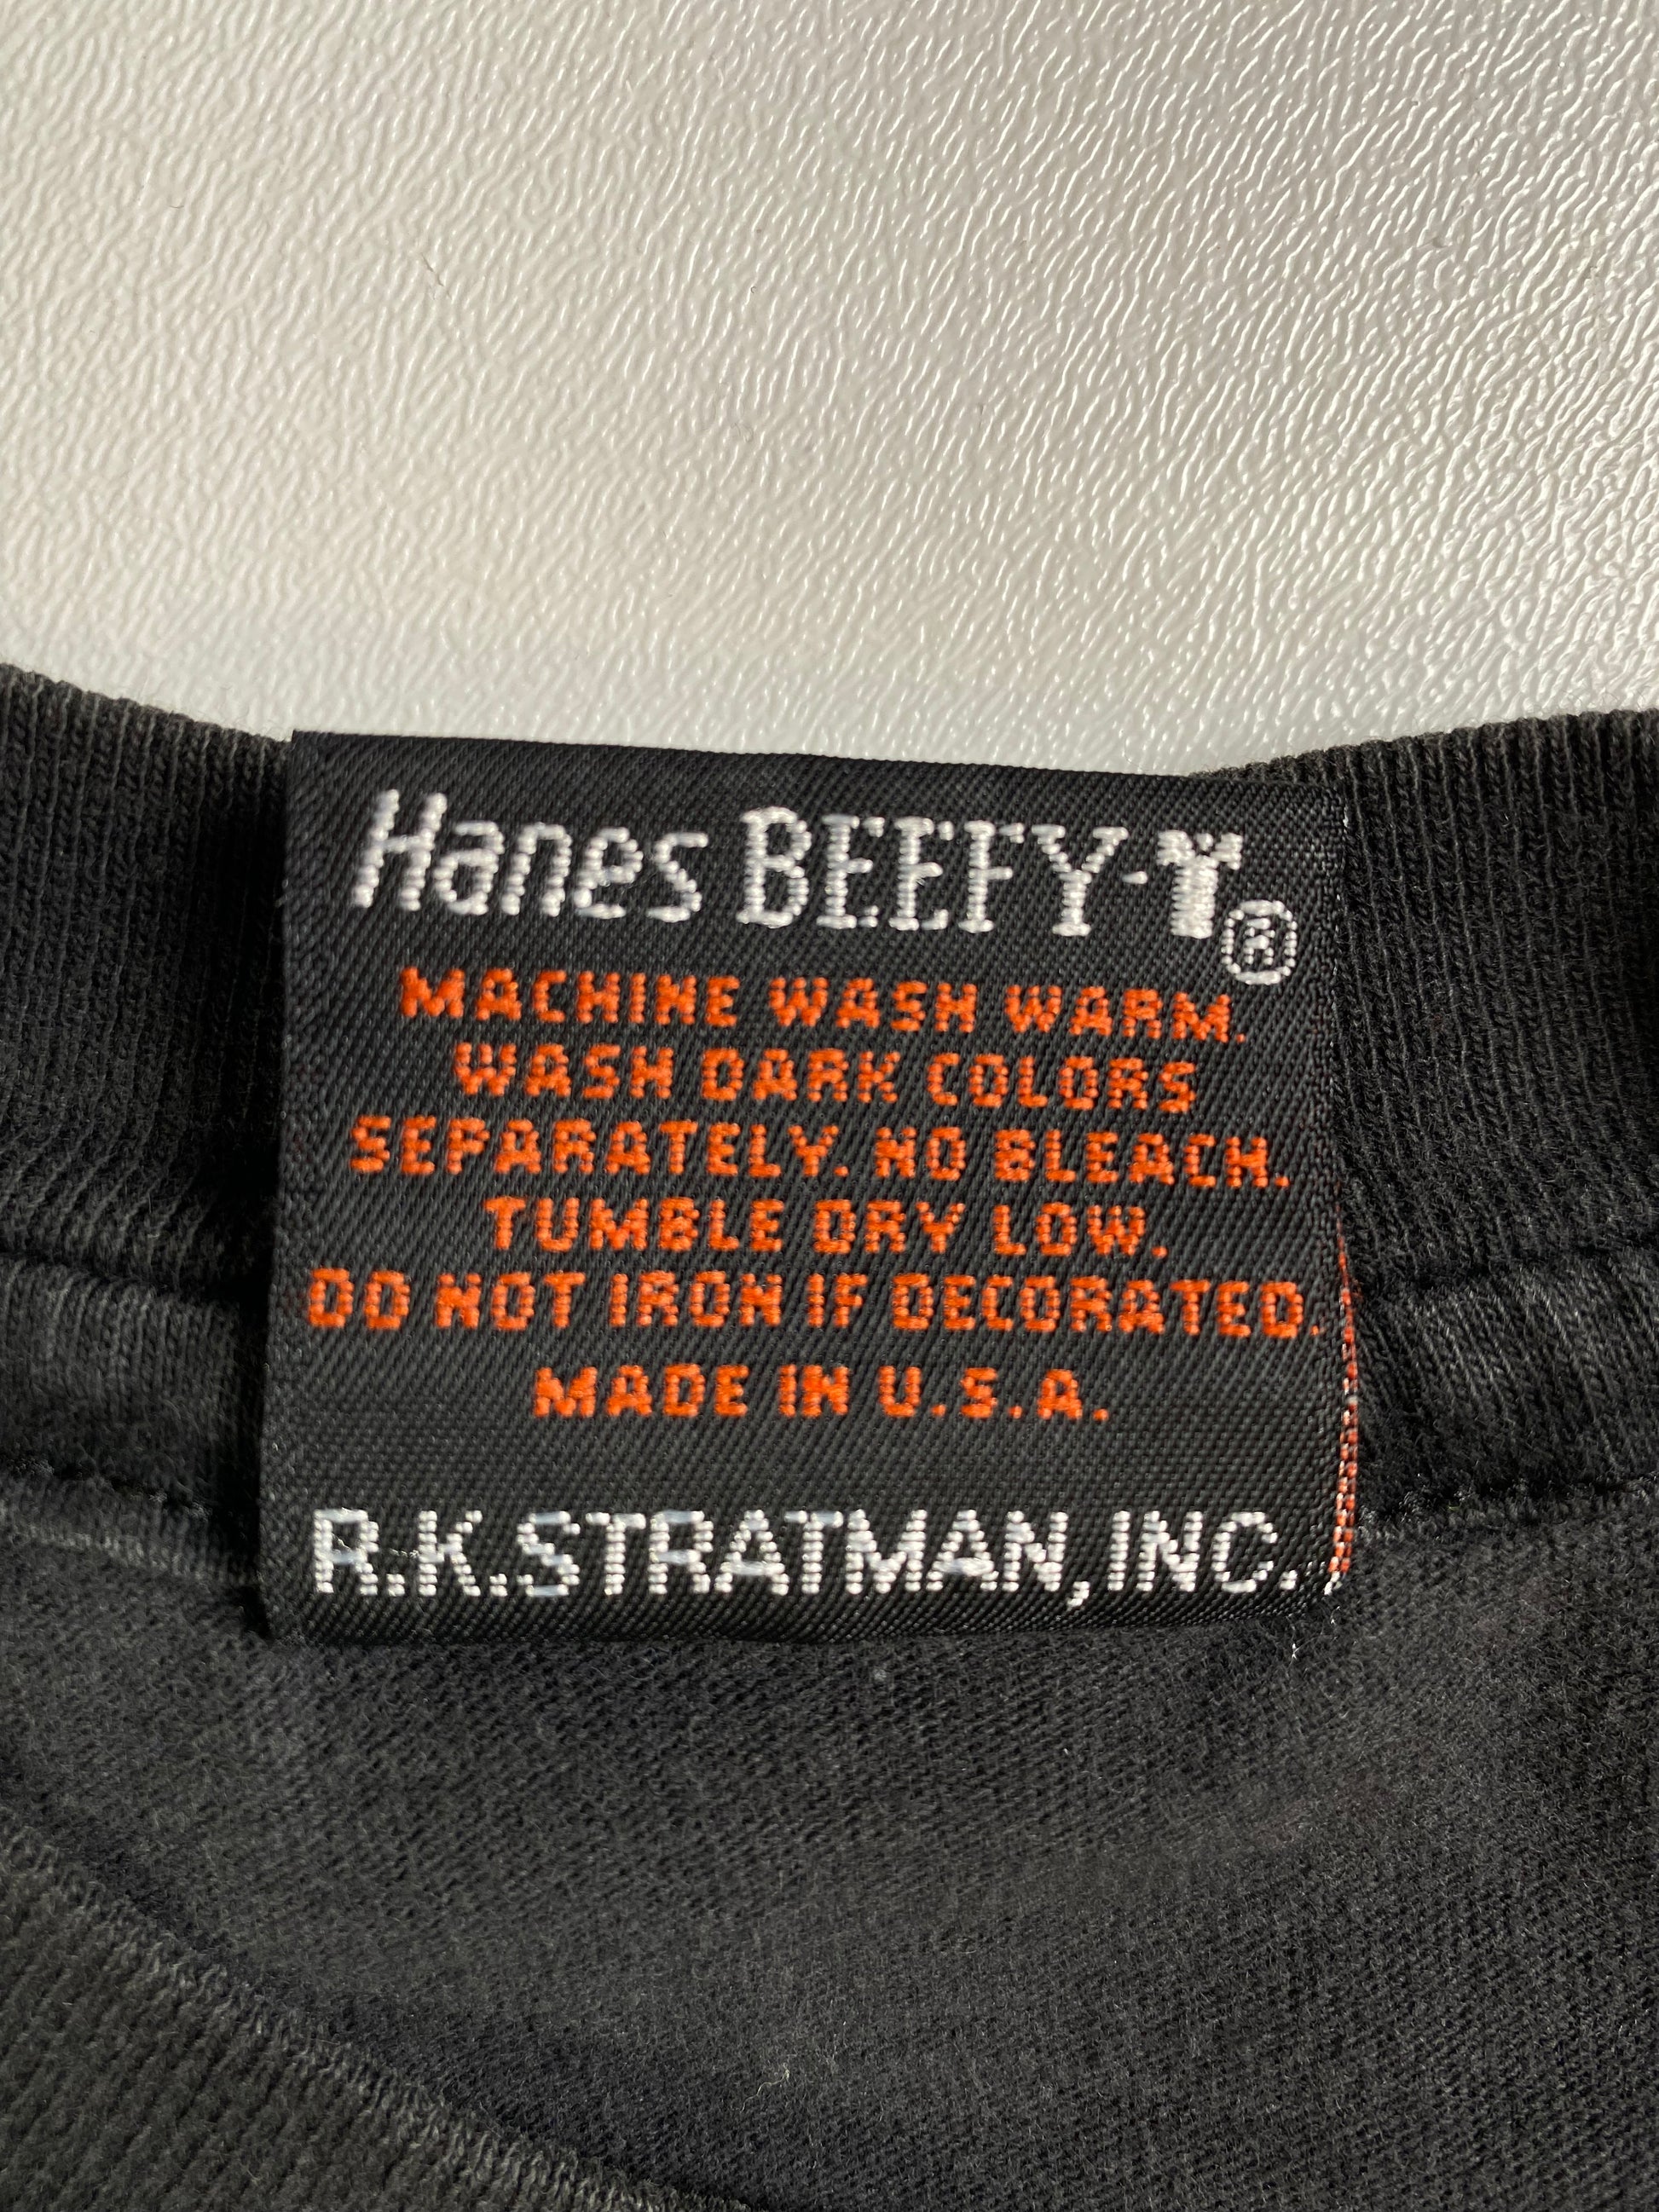 Hanes BEEFY-T®
MACHINE WASH WARM.
WASH DARK COLORS
SEPARATELY. NO BLEACH.
TUMBLE DRY LOW.
DO NOT IRON IF DECORATED.
MADE IN U.S.A.
R.K.STRATMAN, INC.